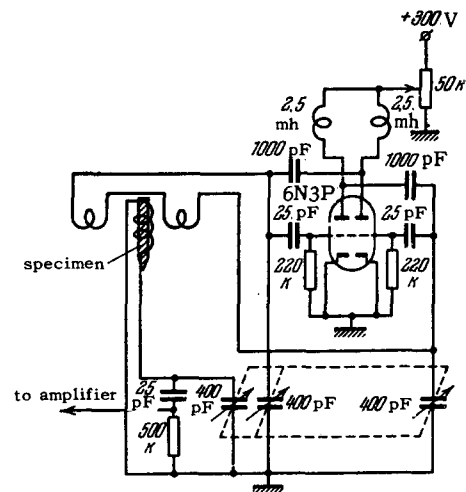 +300 V
50к
2,5 mh
2,5 mh
1000 pF
1000 pF
6N3P
25 pF
25 pF
specimen
220 к
220 к
to amplifier
25 pF
400 pF
400 pF
400 pF
500 к